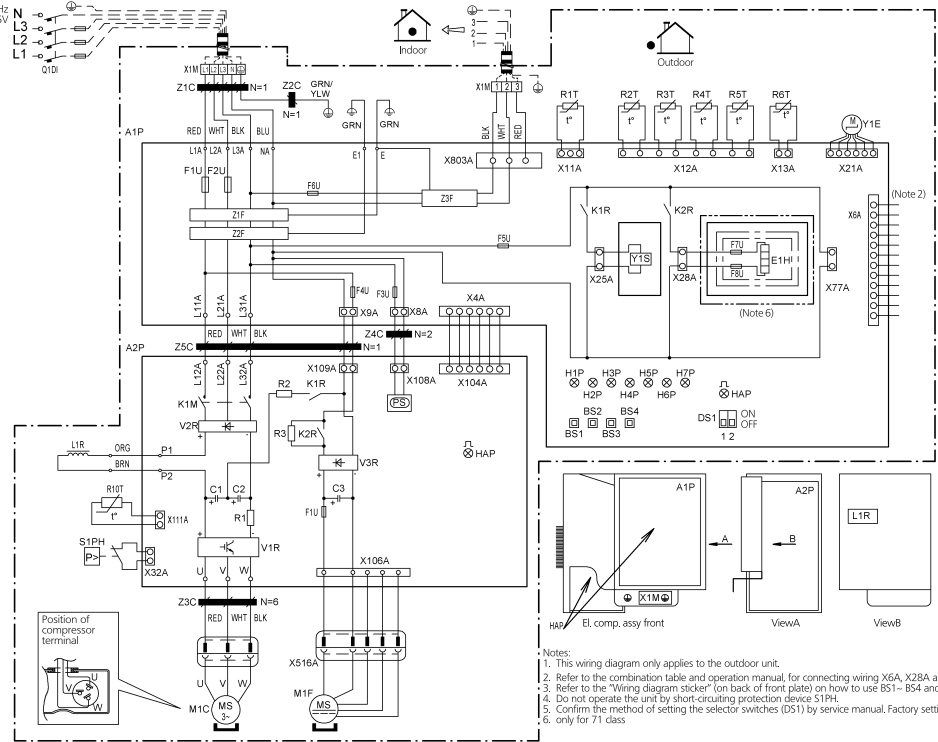 Hz
5V
N
L3
L2
L1
Q1DI
Indoor
3
2
1
Outdoor
X1M L1 L2 L3 N
Z1C N=1
Z2C
N=1
GRN/
YLW
GRN
GRN
X1M 1 2 3
R1T R2T R3T R4T R5T R6T
t° t° t° t° t° t°
M
Y1E
A1P
RED WHT BLK BLU
BLK WHT RED
L1A L2A L3A NA E1 E
X803A
X11A X12A X13A X21A
F1U F2U
F6U
Z3F
Z1F
Z2F
(Note 2)
X6A
K1R K2R
F5U
Y1S
F7U
F8U
E1H
X25A X28A X77A
(Note 6)
F4U F3U
X9A X8A X4A
L11A L21A L31A
RED WHT BLK
Z4C N=2
Z5C N=1
A2P
L12A L22A L32A
X109A X108A X104A
PS
R2 K1R
K1M
V2R
R3 K2R
V3R
H1P H3P H5P H7P
H2P H4P H6P
HAP
BS2 BS4
BS1 BS3
DS1 ON
OFF
1 2
L1R
ORG P1
BRN P2
HAP
R10T
t°
X111A
C1 C2 C3
R1
F1U
S1PH
P>
X32A
V1R
X106A
U V W
Z3C N=6
RED WHT BLK
X516A
Position of
compressor
terminal
U
V
W
U V W
M1C MS
3~
M1F
MS
A1P
A
A2P
B
L1R
X1M
HAP
El. comp. assy front
ViewA
ViewB
Notes:
1. This wiring diagram only applies to the outdoor unit.
2. Refer to the combination table and operation manual, for connecting wiring X6A, X28A a
3. Refer to the "Wiring diagram sticker" (on back of front plate) on how to use BS1~ BS4 and
4. Do not operate the unit by short-circuiting protection device S1PH.
5. Confirm the method of setting the selector switches (DS1) by service manual. Factory setti
6. only for 71 class